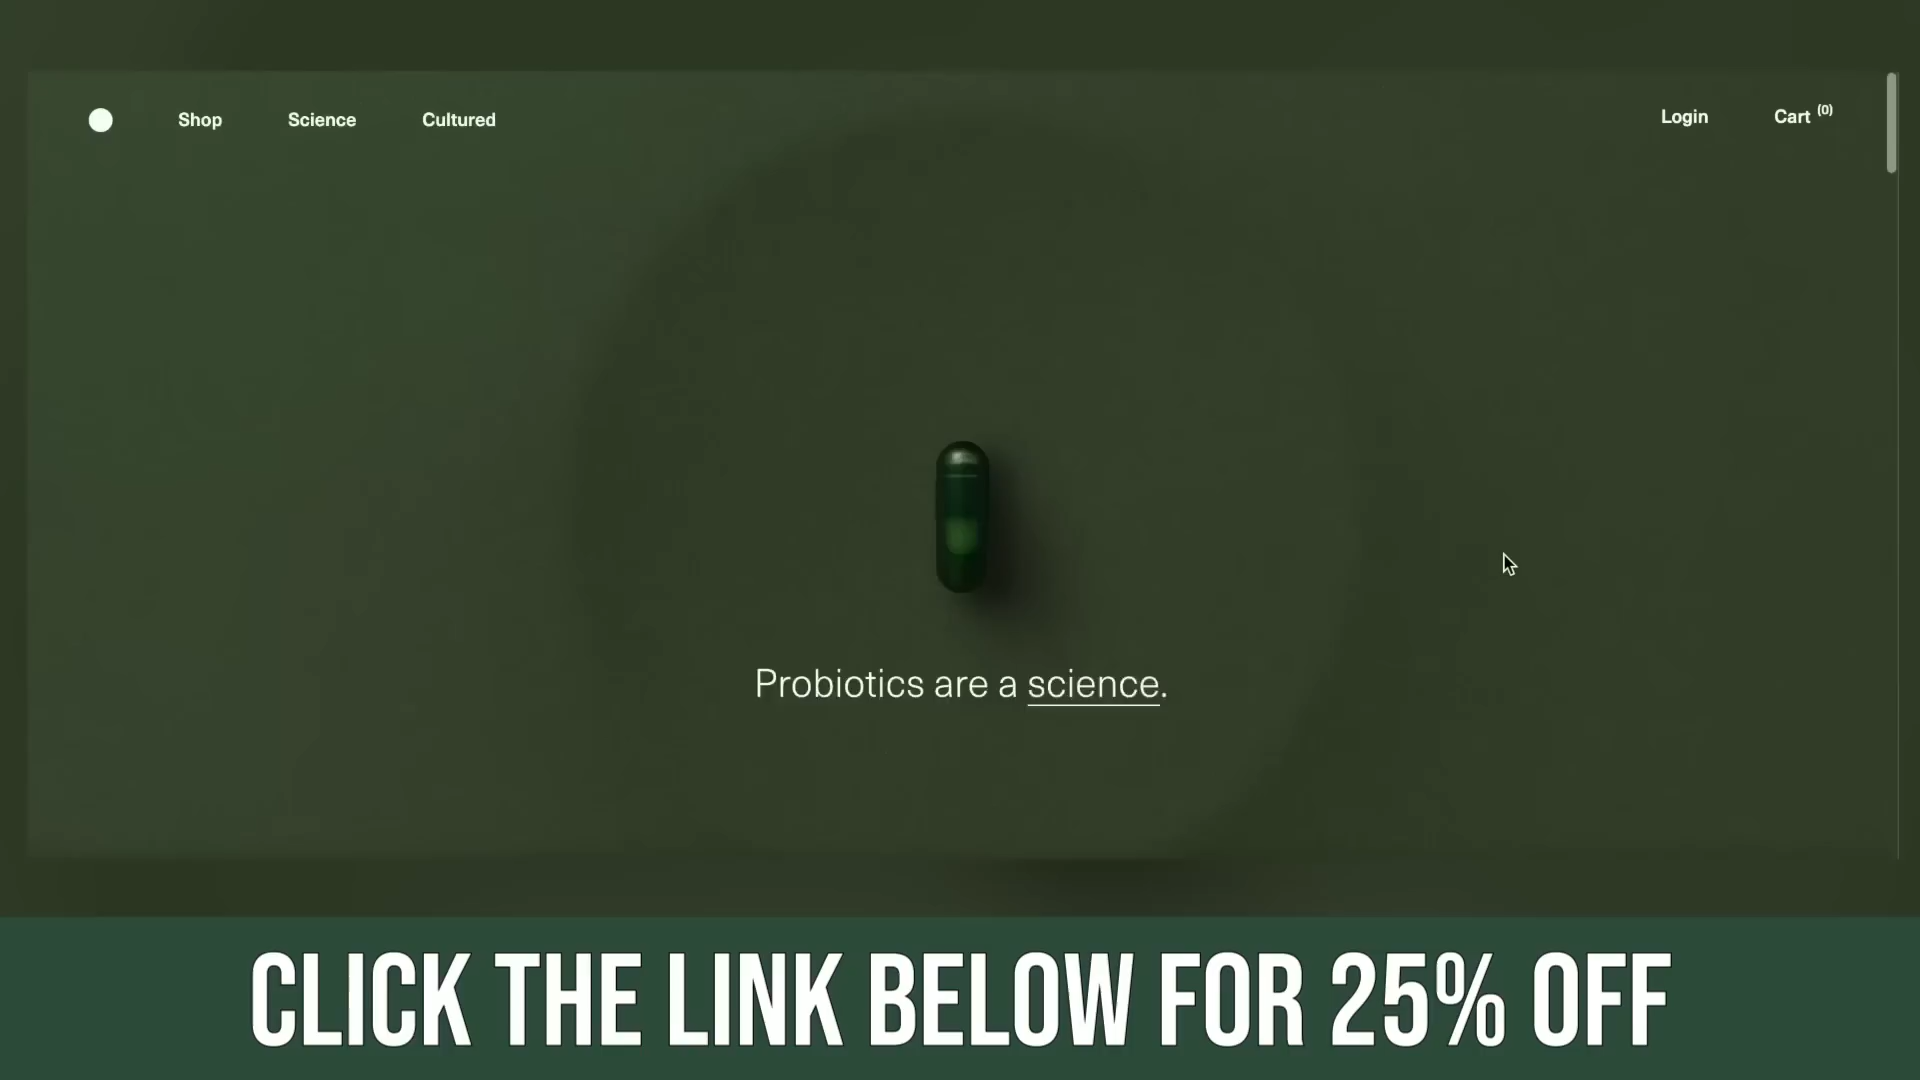 Shop Science Cultured Login Cart (0)
Probiotics are a science.
CLICK THE LINK BELOW FOR 25% OFF